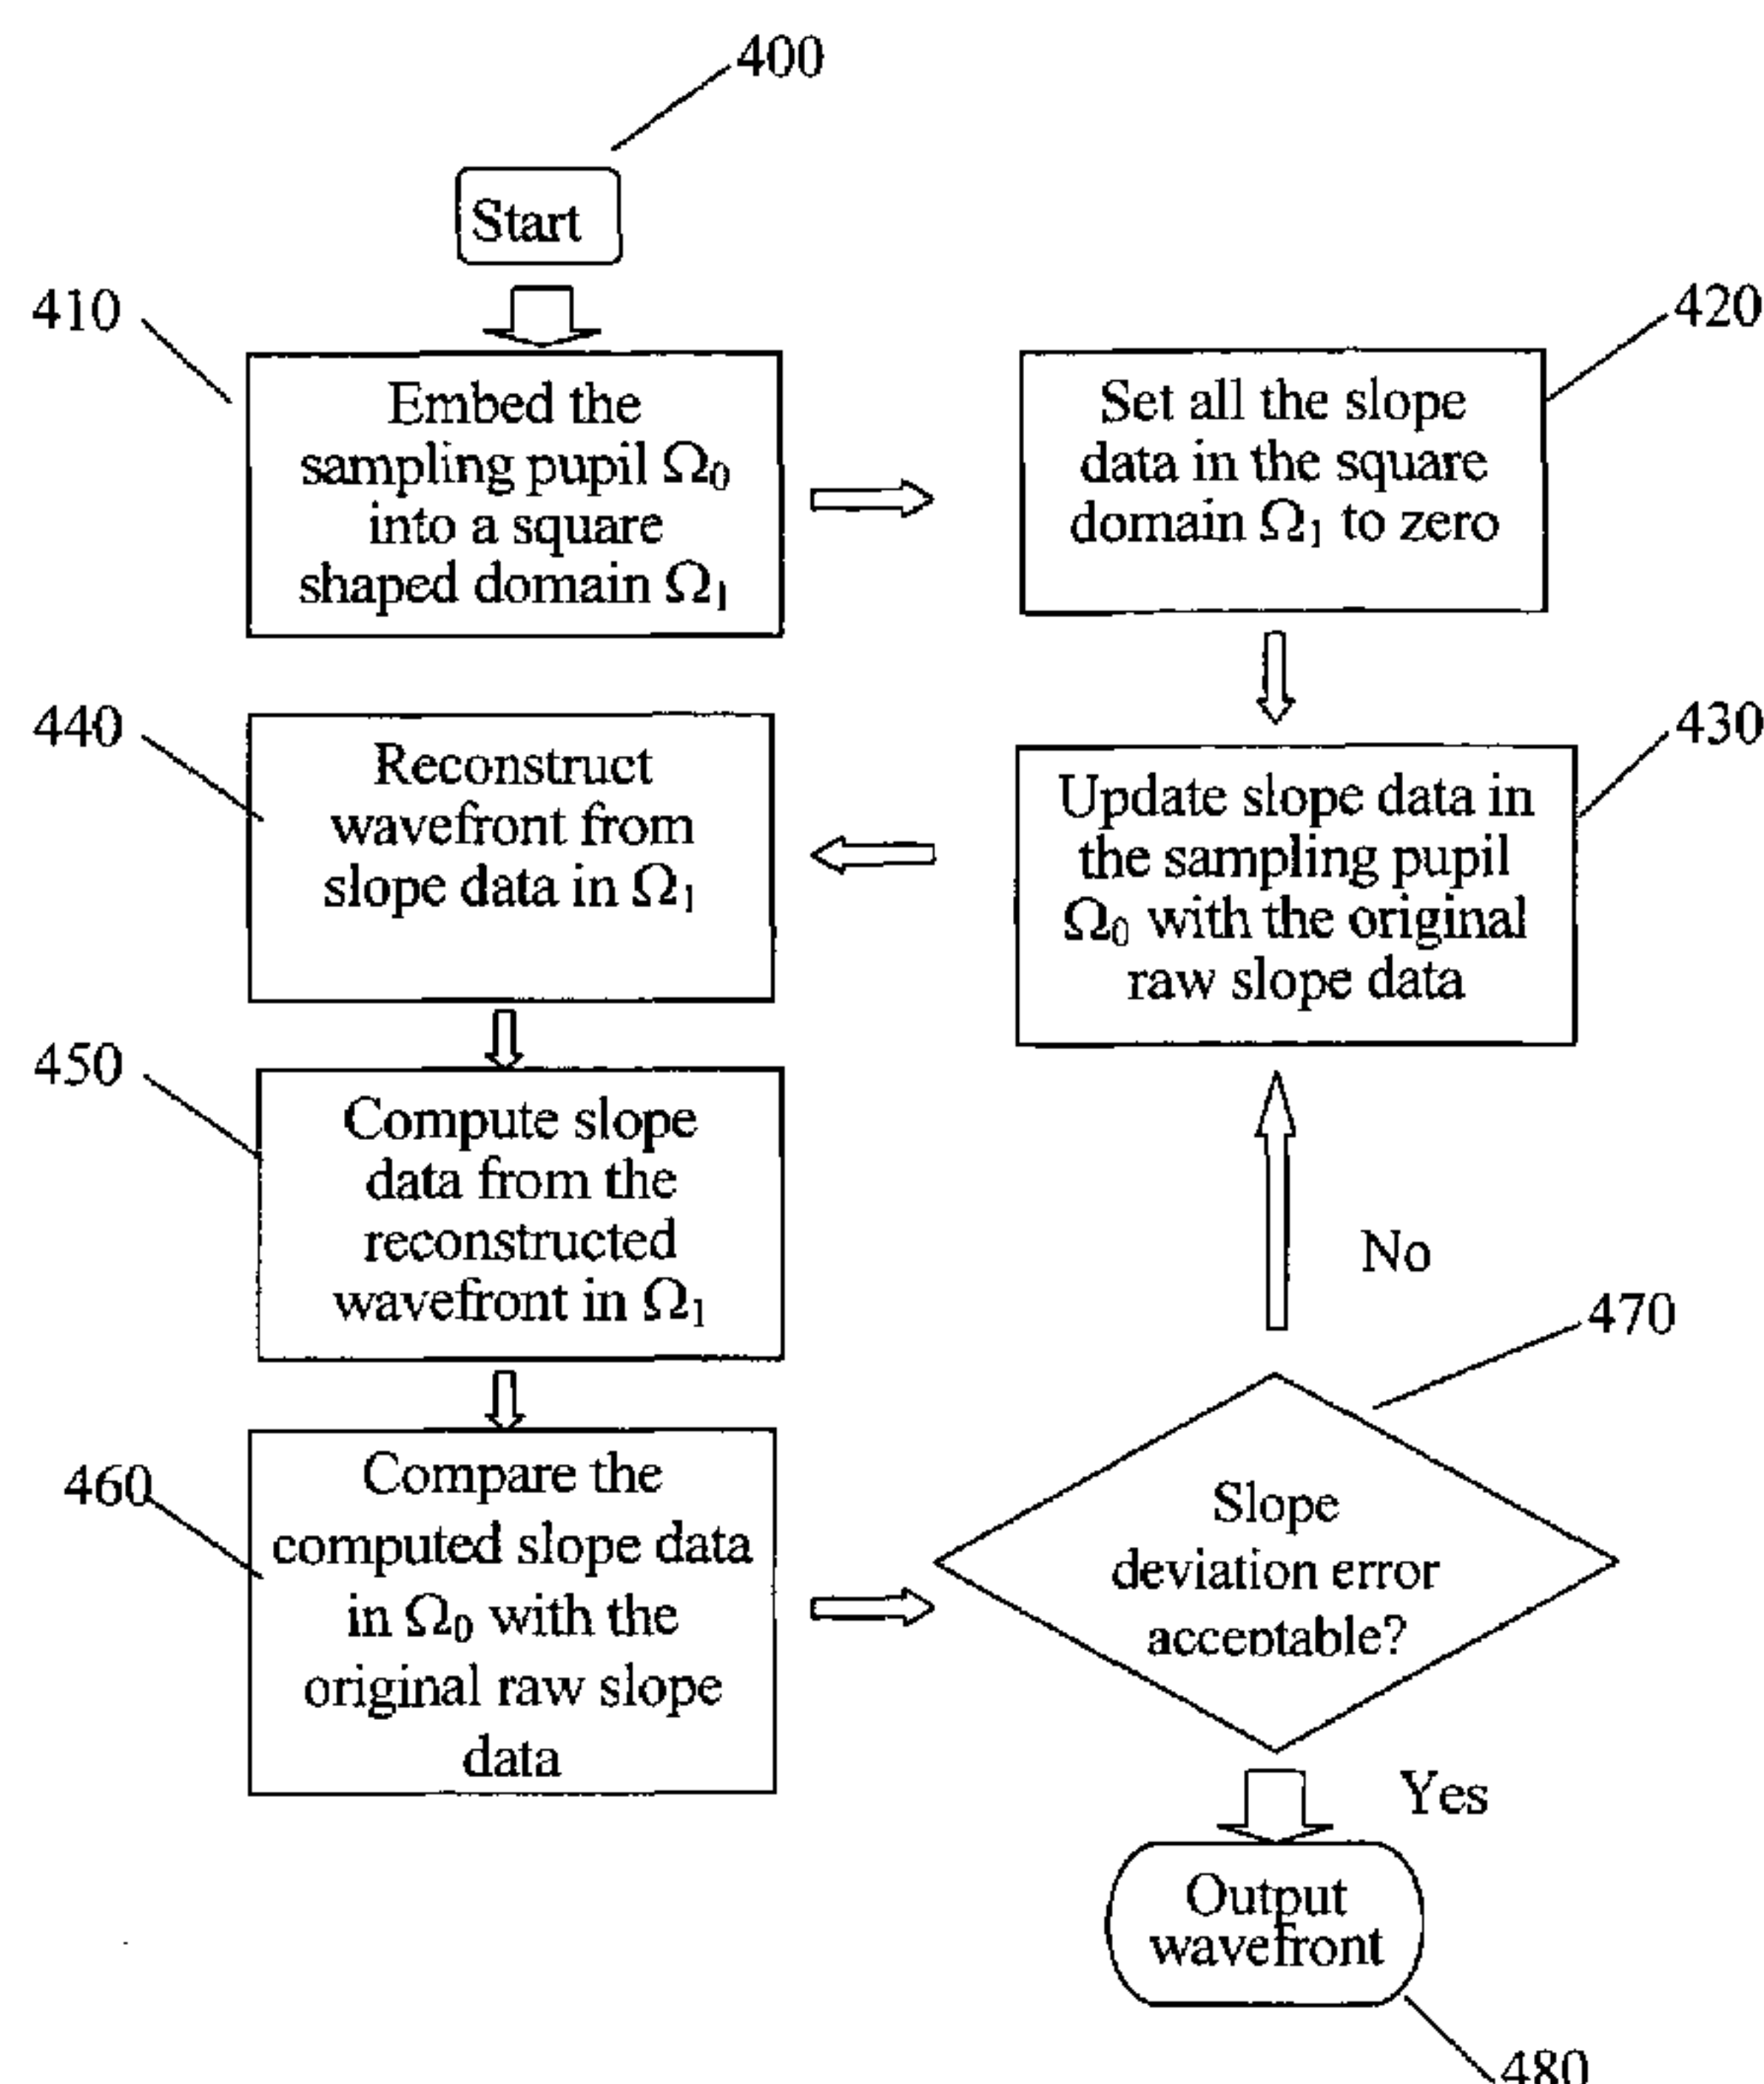 400
Start
410
Embed the
sampling pupil Ω₀
into a square
shaped domain Ω₁
420
Set all the slope
data in the square
domain Ω₁ to zero
430
Update slope data in
the sampling pupil
Ω₀ with the original
raw slope data
440
Reconstruct
wavefront from
slope data in Ω₁
450
Compute slope
data from the
reconstructed
wavefront in Ω₁
460
Compare the
computed slope data
in Ω₀ with the
original raw slope
data
No
470
Slope
deviation error
acceptable?
Yes
Output
wavefront
480